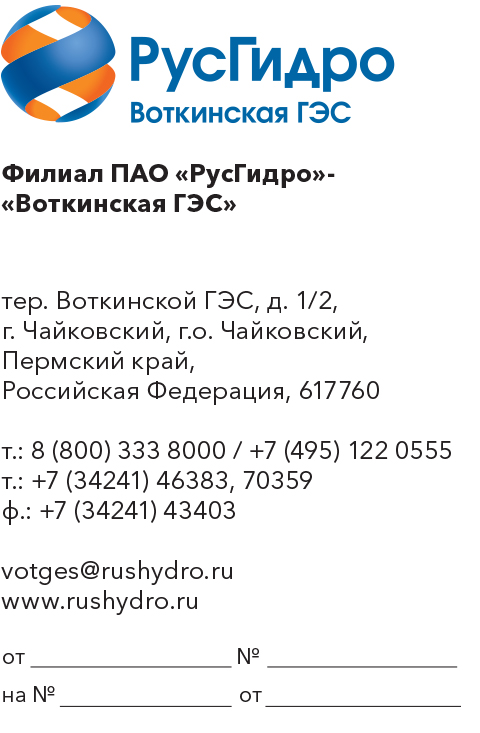 РусГидро
Воткинская ГЭС
Филиал ПАО «РусГидро»-
«Воткинская ГЭС»
тер. Воткинской ГЭС, д. 1/2,
г. Чайковский, г.о. Чайковский,
Пермский край,
Российская Федерация, 617760
т.: 8 (800) 333 8000 / +7 (495) 122 0555
т.: +7 (34241) 46383, 70359
ф.: +7 (34241) 43403
votges@rushydro.ru
www.rushydro.ru
от _________________ № ________________
на № _______________ от ________________